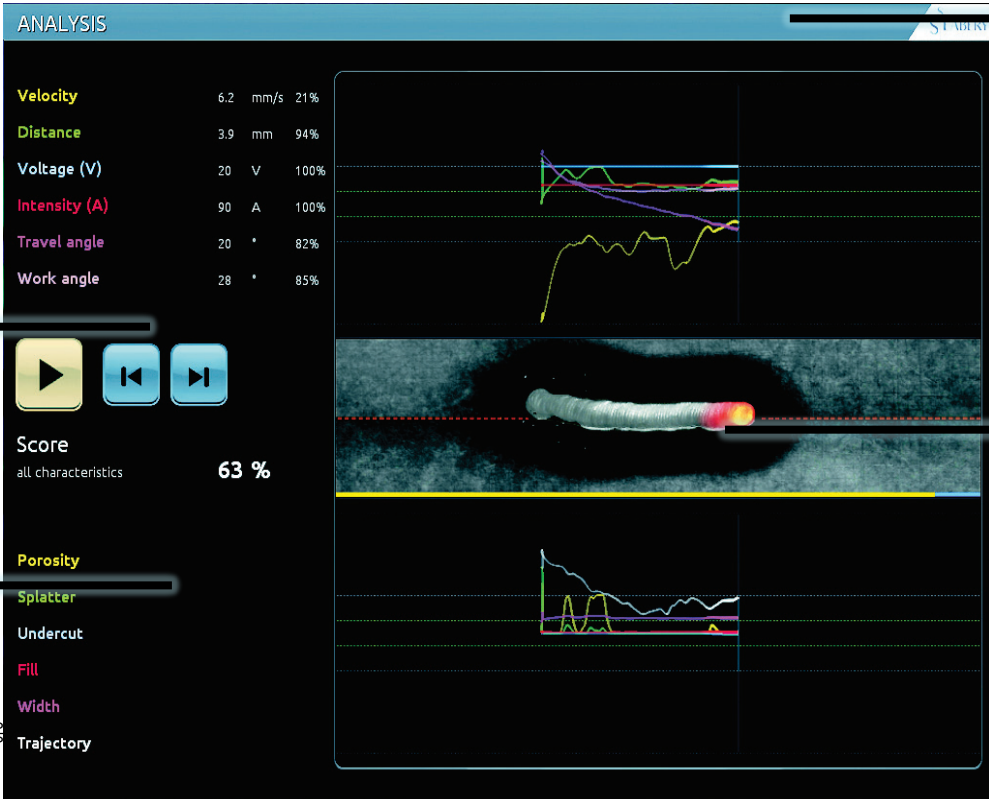 ANALYSIS
Velocity 6.2 mm/s 21%
Distance 3.9 mm 94%
Voltage (V) 20 V 100%
Intensity (A) 90 A 100%
Travel angle 20 ° 82%
Work angle 28 ° 85%
Score
all characteristics 63 %
Porosity
Splatter
Undercut
Fill
Width
Trajectory